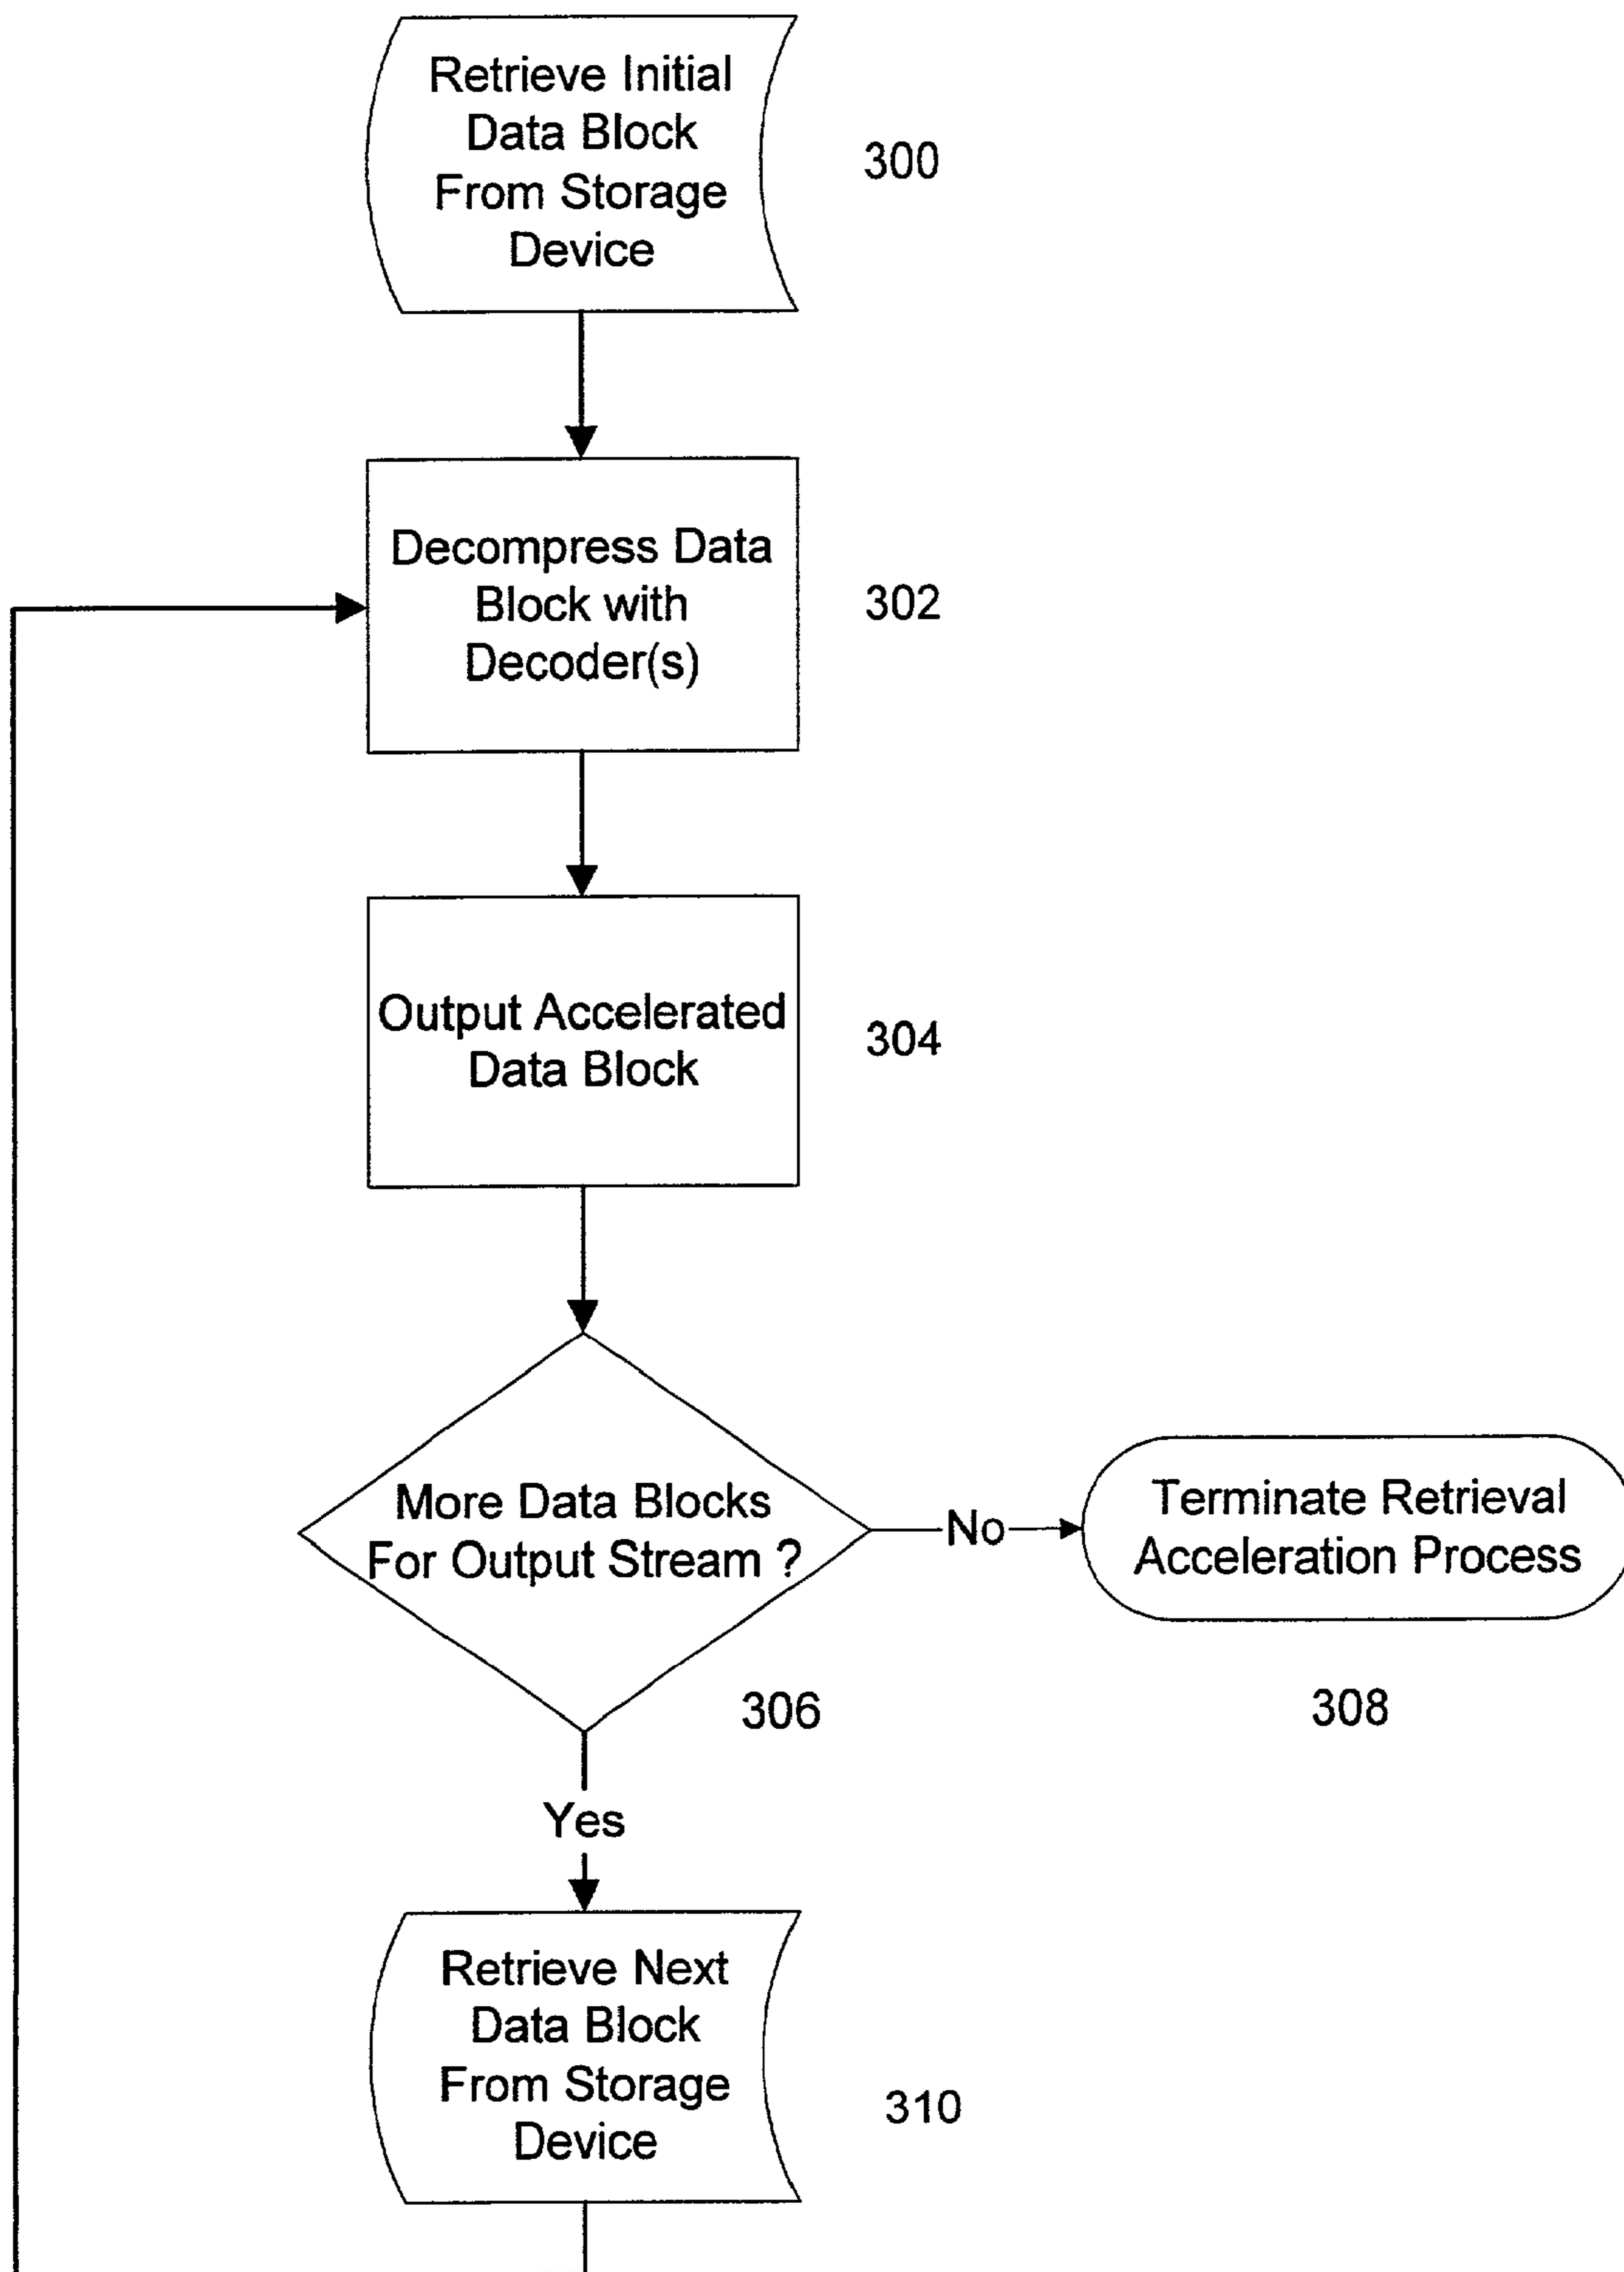 Retrieve Initial
Data Block
From Storage
Device
300
Decompress Data
Block with
Decoder(s)
302
Output Accelerated
Data Block
304
More Data Blocks
For Output Stream ?
306
No
Terminate Retrieval
Acceleration Process
308
Yes
Retrieve Next
Data Block
From Storage
Device
310